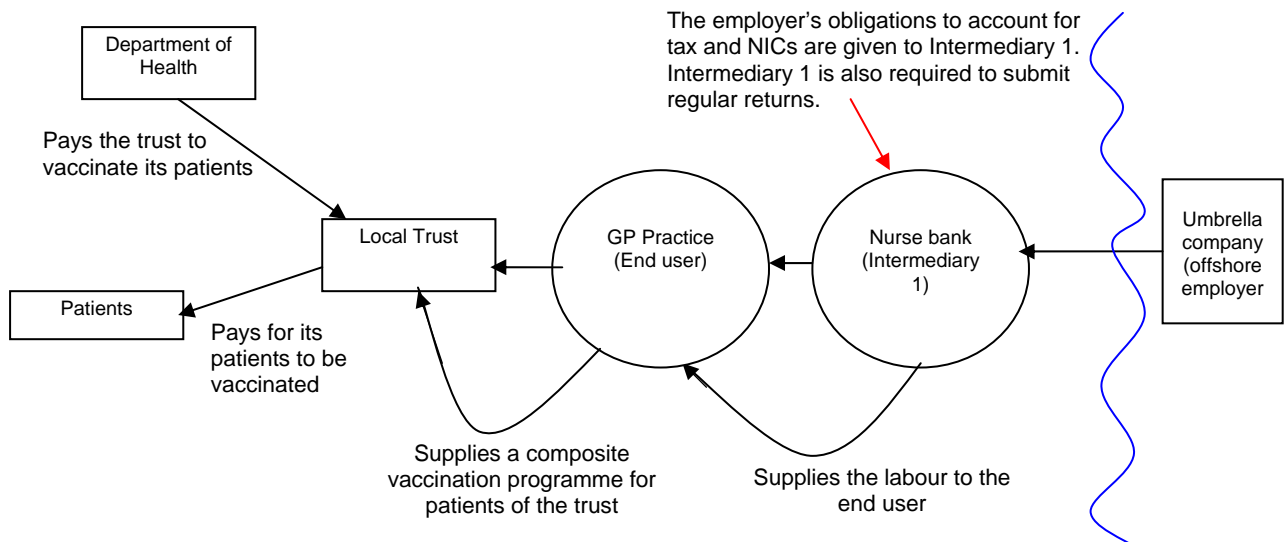 The employer's obligations to account for
tax and NICs are given to Intermediary 1.
Intermediary 1 is also required to submit
regular returns.
Department of
Health
Pays the trust to
vaccinate its patients
Local Trust
GP Practice
(End user)
Nurse bank
(Intermediary
1)
Umbrella
company
(offshore
employer
Patients
Pays for its
patients to be
vaccinated
Supplies a composite
vaccination programme for
patients of the trust
Supplies the labour to the
end user